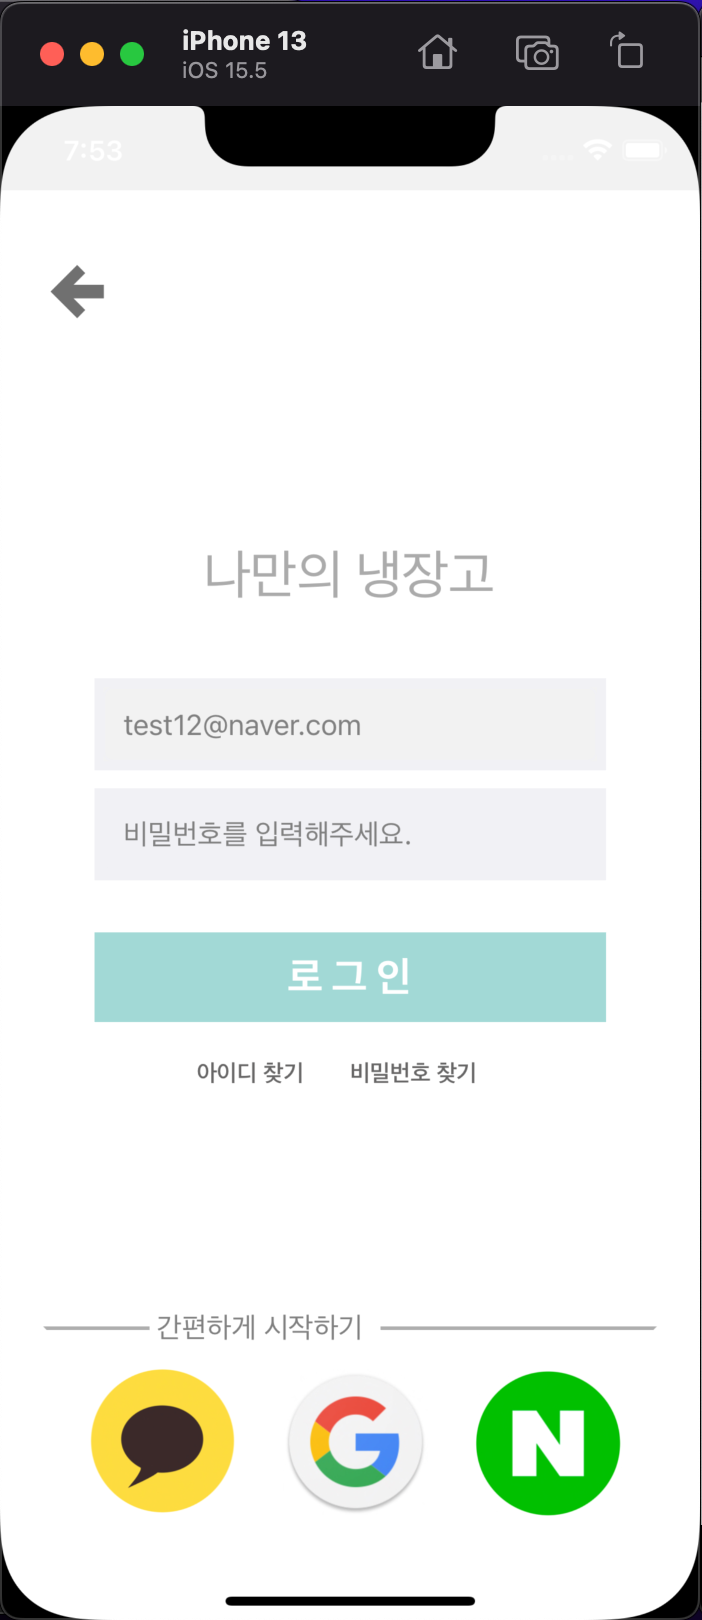 iPhone 13
iOS 15.5
7:53
나만의 냉장고
test12@naver.com
비밀번호를 입력해주세요.
로그인
아이디 찾기 비밀번호 찾기
간편하게 시작하기
N